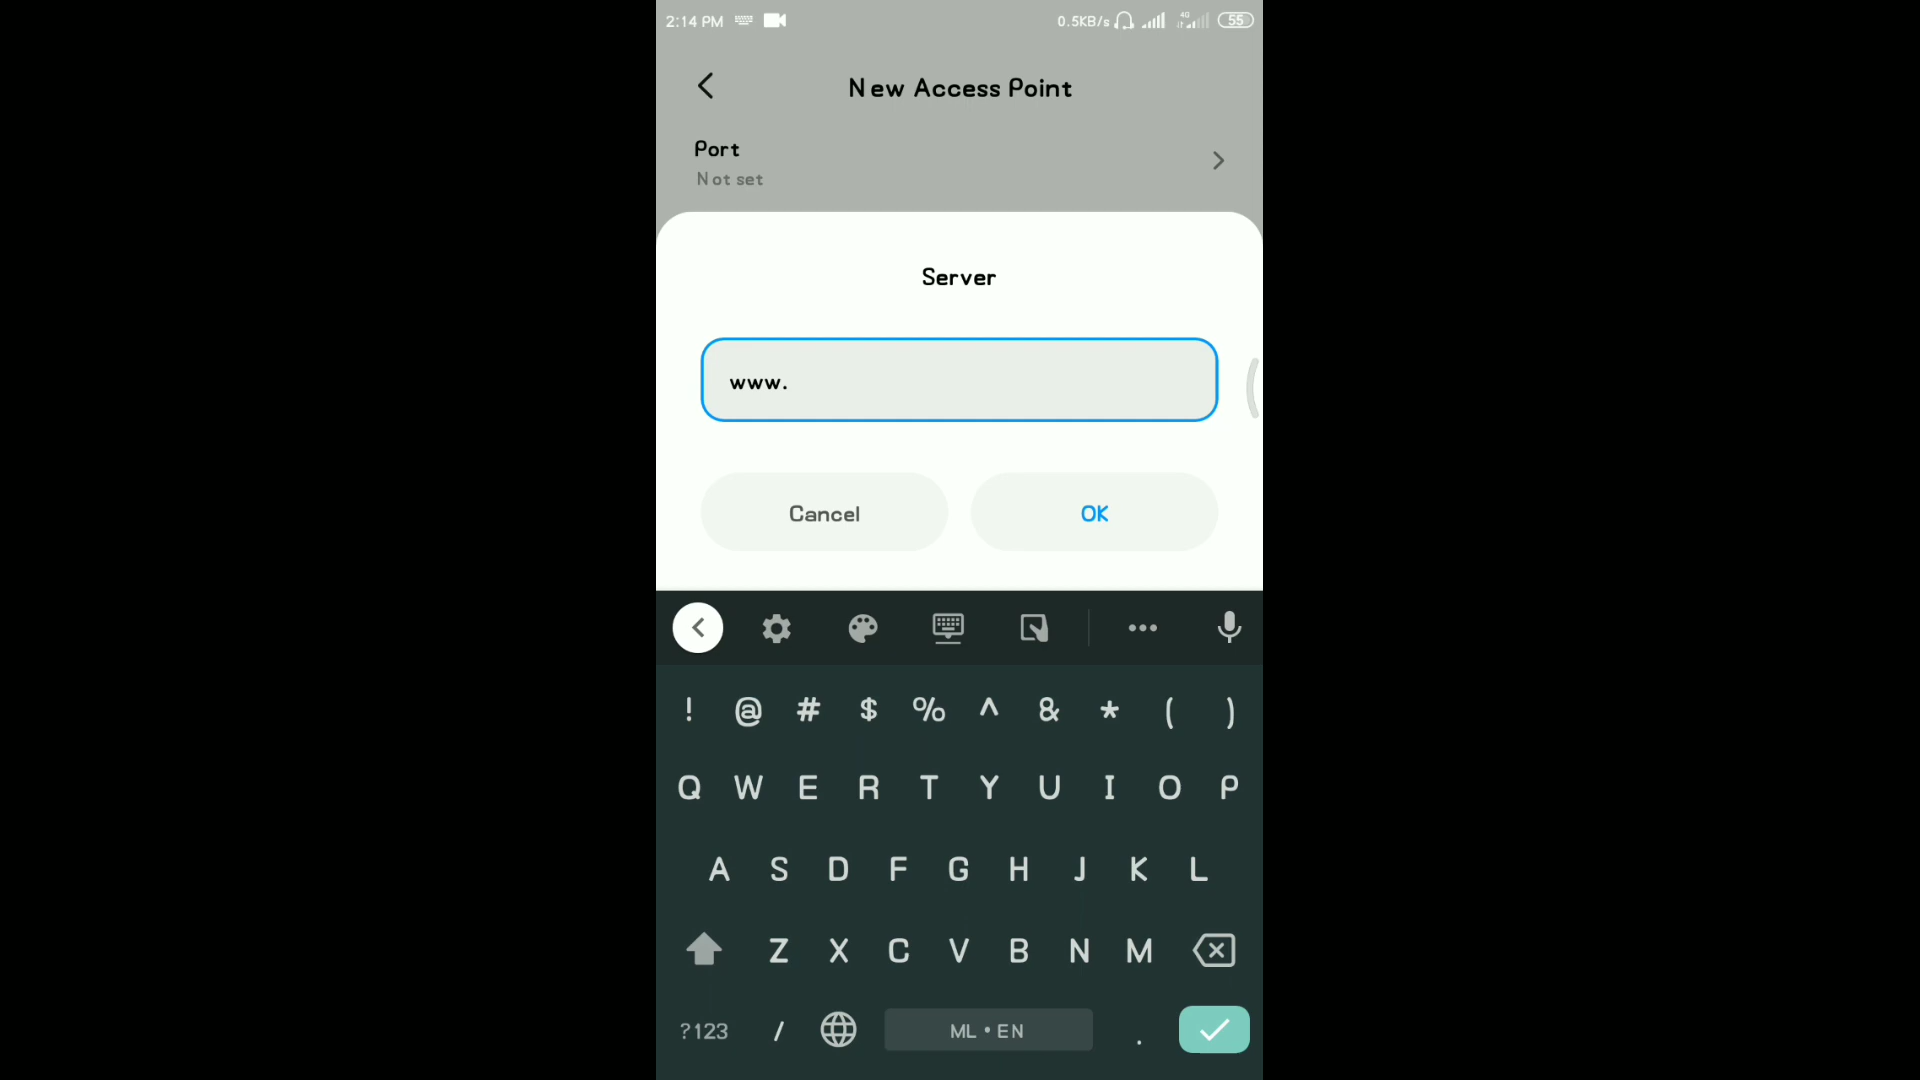 2:14 PM 0.5KB/s 4G 55
New Access Point
Port
Not set
Server
www.
Cancel OK
! @ # $ % ^ & * ( )
Q W E R T Y U I O P
A S D F G H J K L
Z X C V B N M
?123 / ML • EN .